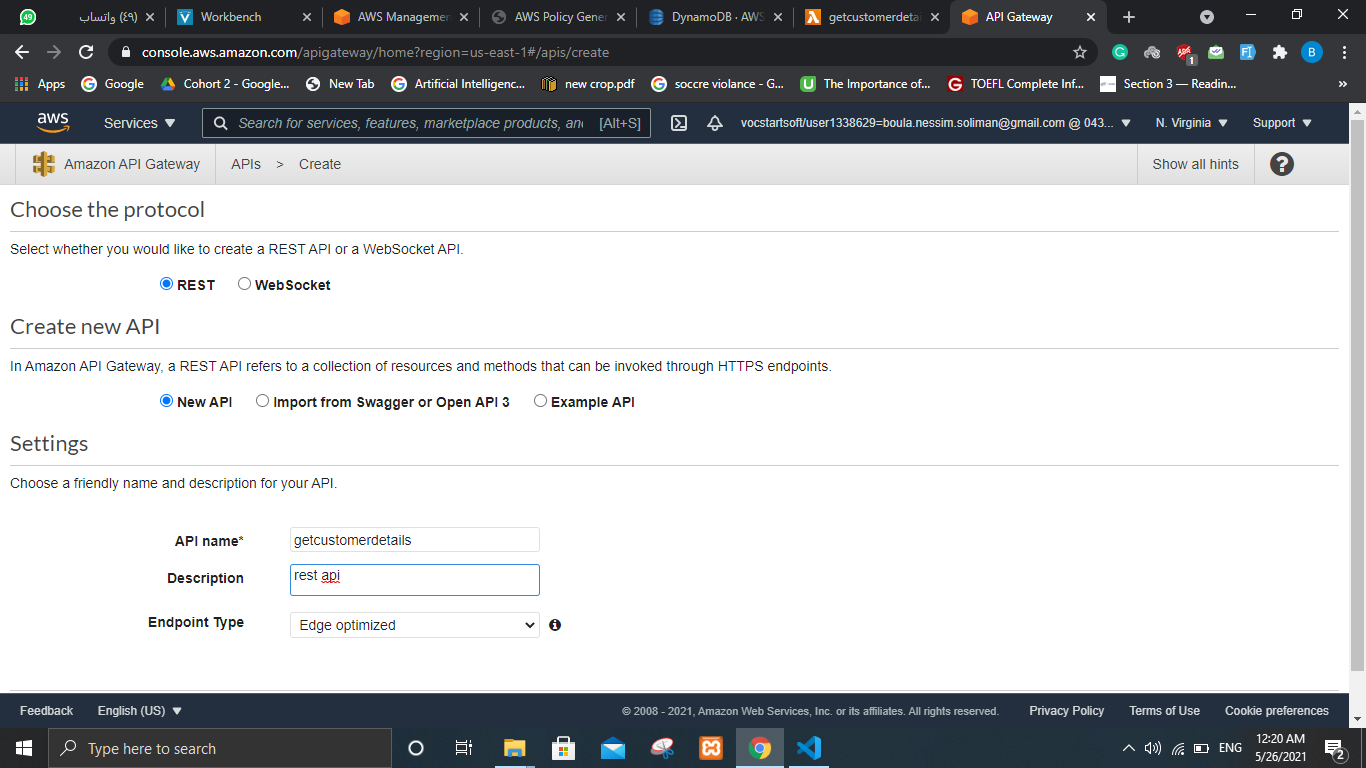 49
(٤٩) واتساب
Workbench
AWS Managemen
AWS Policy Gener
DynamoDB · AWS
getcustomerdetai
API Gateway
console.aws.amazon.com/apigateway/home?region=us-east-1#/apis/create
Apps
Google
Cohort 2 - Google...
New Tab
Artificial Intelligenc...
new crop.pdf
soccre violance - G...
The Importance of...
TOEFL Complete Inf...
Section 3 — Readin...
aws
Services
Search for services, features, marketplace products, an
[Alt+S]
vocstartsoft/user1338629=boula.nessim.soliman@gmail.com @ 043...
N. Virginia
Support
Amazon API Gateway
APIs > Create
Show all hints
Choose the protocol
Select whether you would like to create a REST API or a WebSocket API.
REST
WebSocket
Create new API
In Amazon API Gateway, a REST API refers to a collection of resources and methods that can be invoked through HTTPS endpoints.
New API
Import from Swagger or Open API 3
Example API
Settings
Choose a friendly name and description for your API.
API name*
getcustomerdetails
Description
rest api
Endpoint Type
Edge optimized
Feedback
English (US)
© 2008 - 2021, Amazon Web Services, Inc. or its affiliates. All rights reserved.
Privacy Policy
Terms of Use
Cookie preferences
Type here to search
ENG
12:20 AM
5/26/2021
2